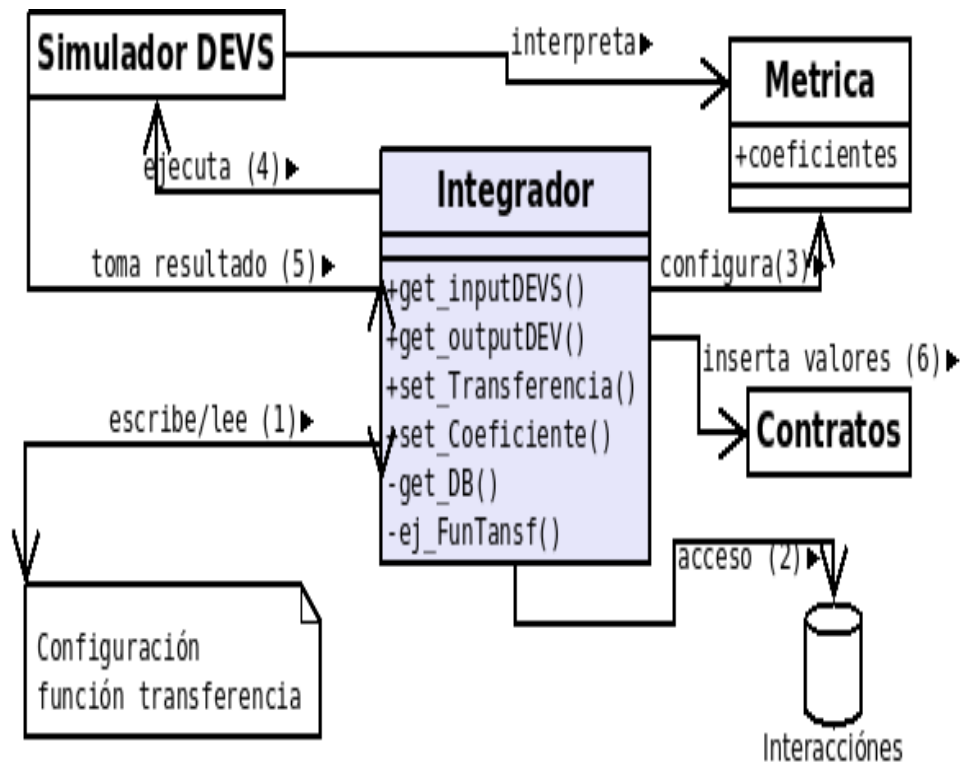 Simulador DEVS
interpreta▶
Metrica
+coeficientes
ejecuta (4)▶
Integrador
toma resultado (5)▶
configura(3)▶
+get_inputDEVS()
+get_outputDEV()
+set_Transferencia()
+set_Coeficiente()
-get_DB()
-ej_FunTansf()
inserta valores (6)▶
Contratos
escribe/lee (1)▶
acceso (2)▶
Configuración
función transferencia
Interacciónes